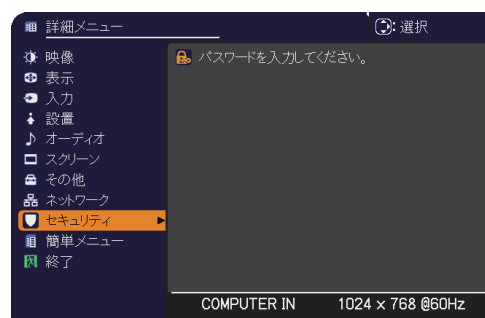 詳細メニュー
:選択
映像
表示
入力
設置
オーディオ
スクリーン
その他
ネットワーク
セキュリティ
簡単メニュー
終了
パスワードを入力してください。
COMPUTER IN 1024 x 768 @60Hz